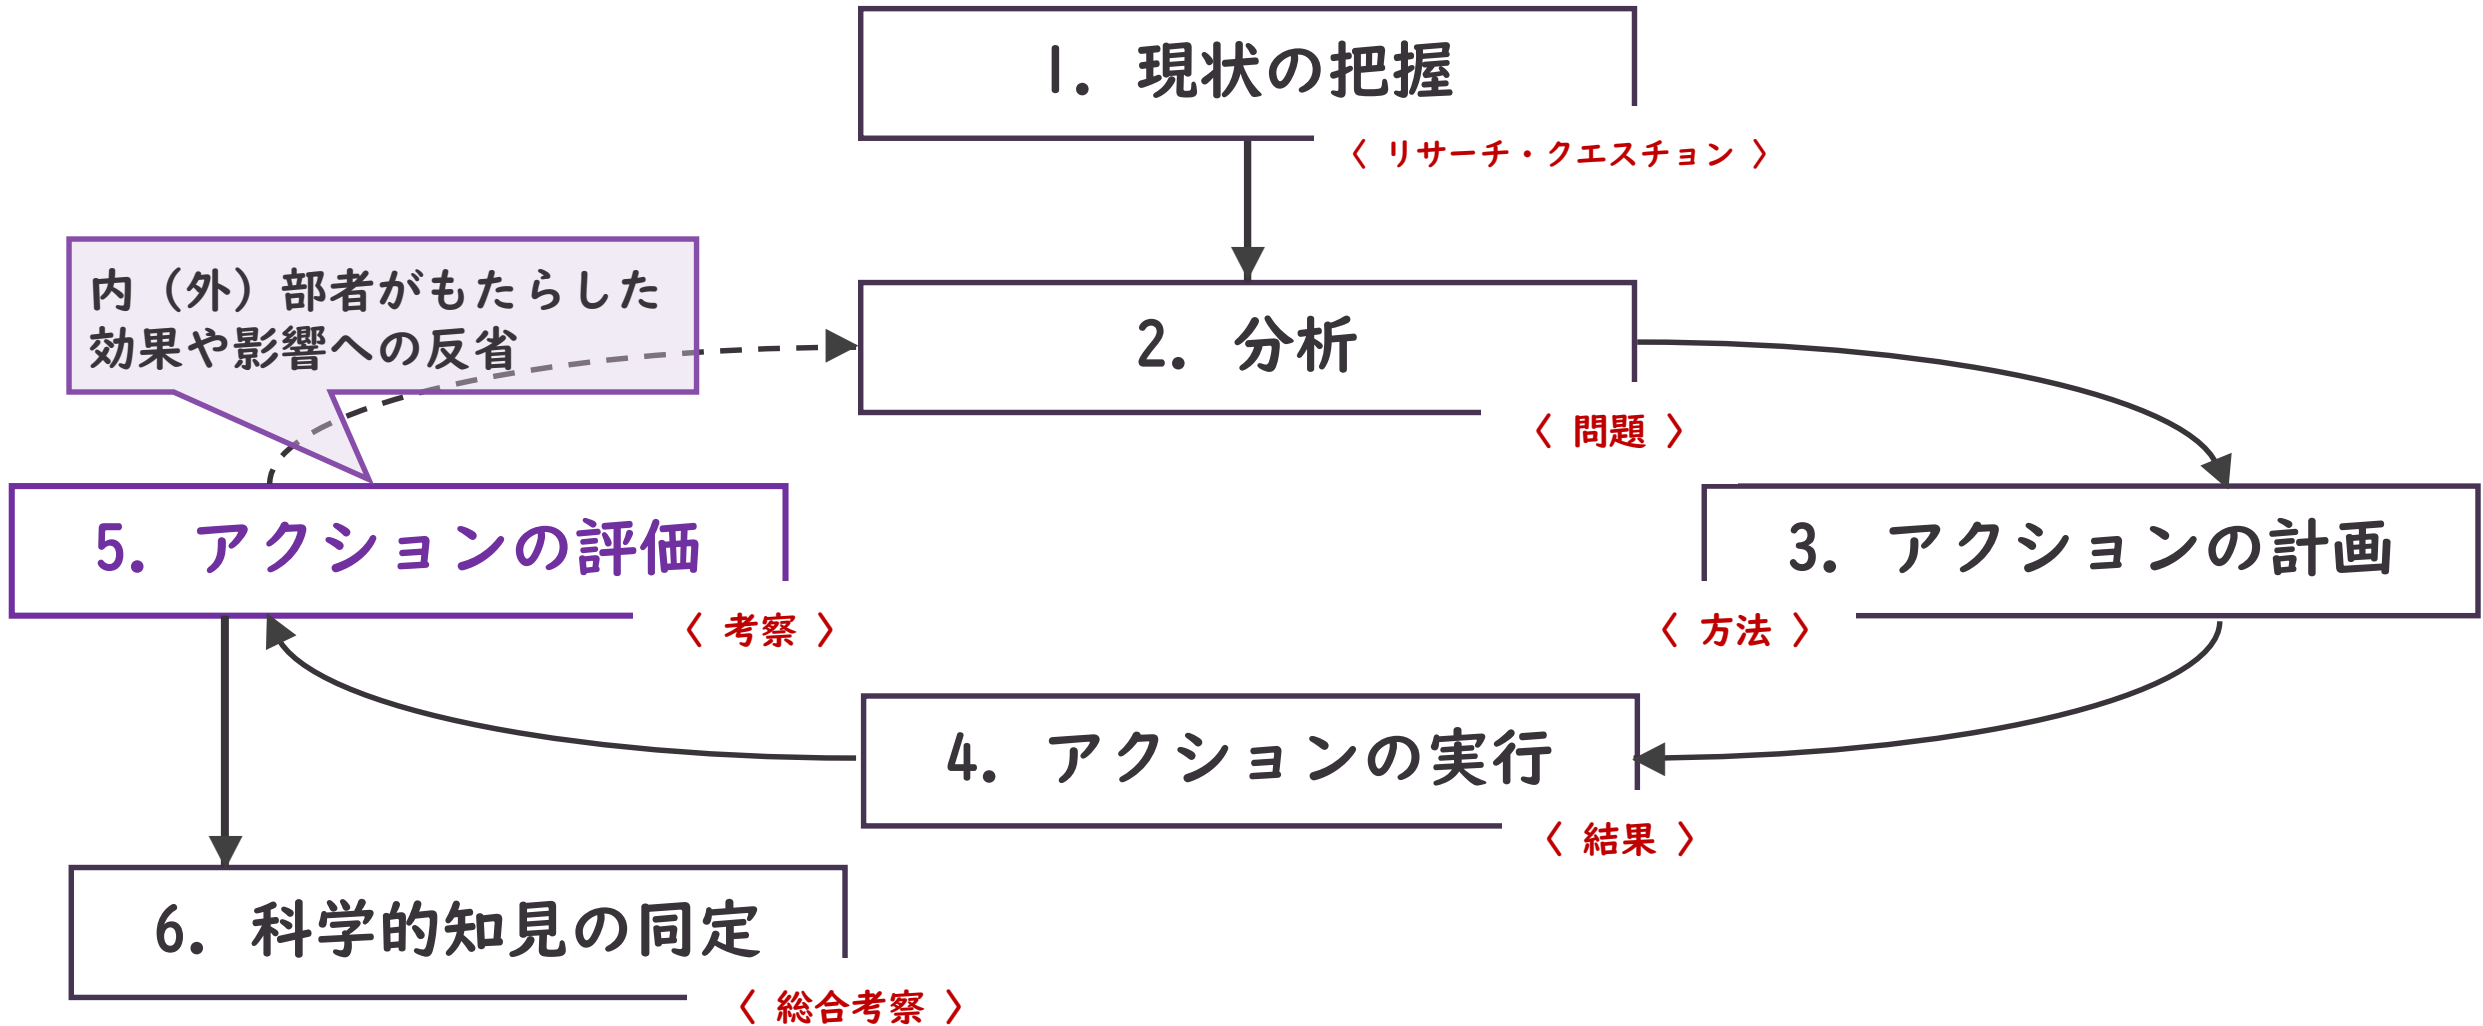 1. 現状の把握
〈 リサーチ・クエスチョン 〉
内（外）部者がもたらした
効果や影響への反省
2. 分析
〈 問題 〉
5. アクションの評価
〈 考察 〉
3. アクションの計画
〈 方法 〉
4. アクションの実行
〈 結果 〉
6. 科学的知見の同定
〈 総合考察 〉